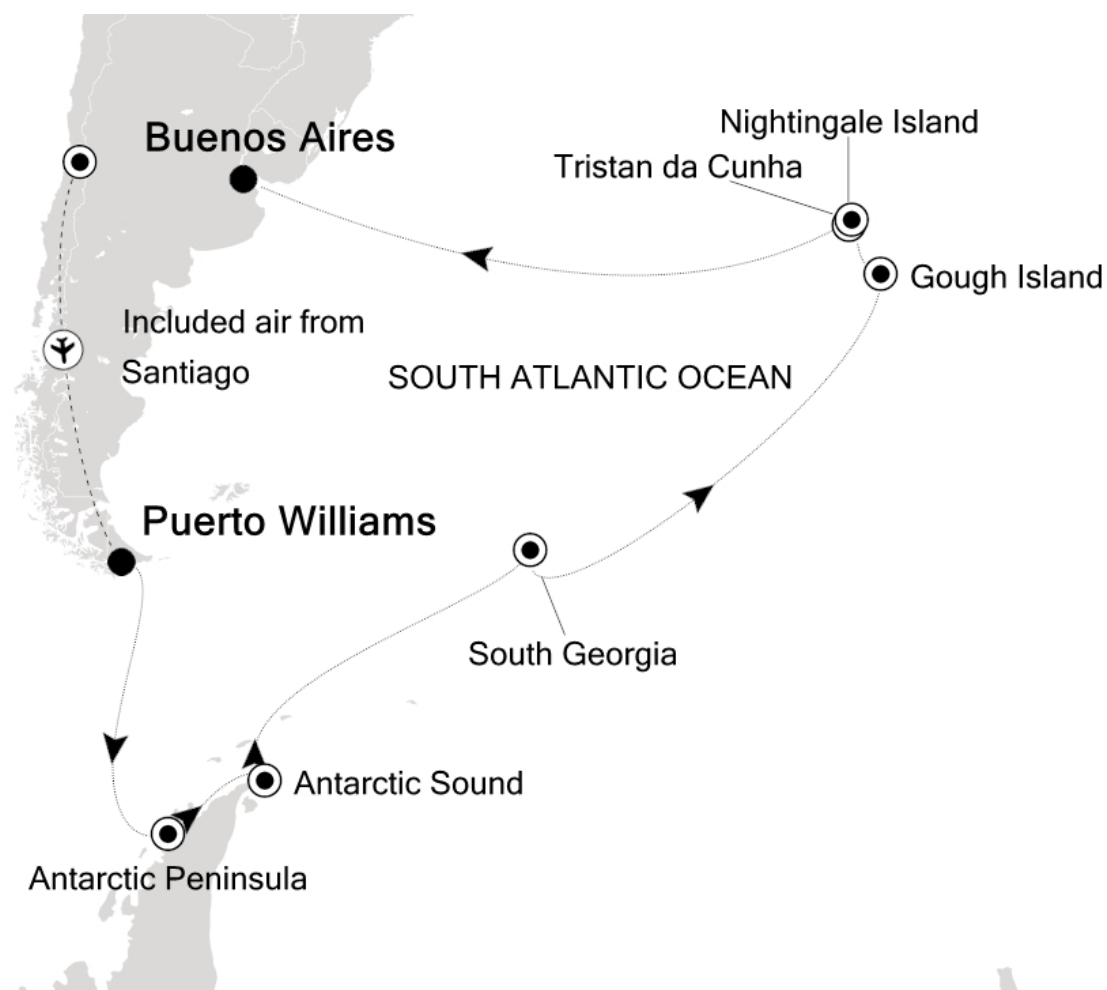 Nightingale Island
Buenos Aires
Tristan da Cunha
Gough Island
Included air from
Santiago
SOUTH ATLANTIC OCEAN
Puerto Williams
South Georgia
Antarctic Sound
Antarctic Peninsula